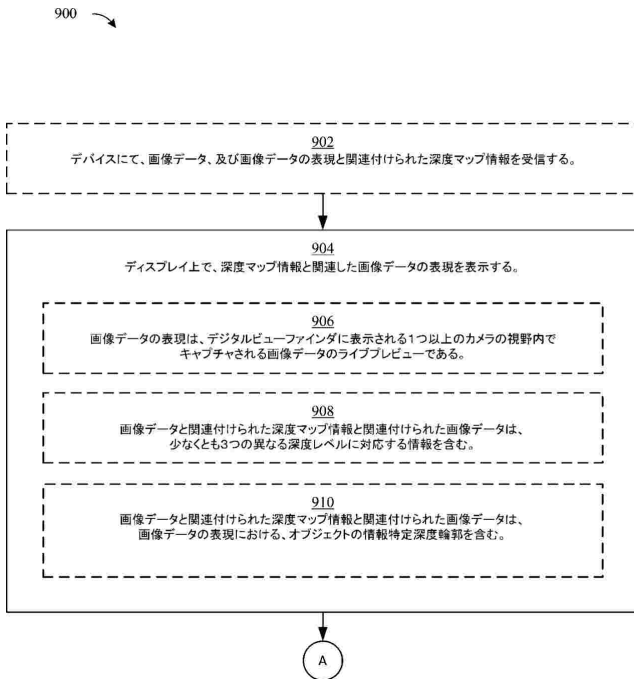 900
902
デバイスにて、画像データ、及び画像データの表現と関連付けられた深度マップ情報を受信する。
904
ディスプレイ上で、深度マップ情報と関連した画像データの表現を表示する。
906
画像データの表現は、デジタルビューファインダに表示される1つ以上のカメラの視野内で
キャプチャされる画像データのライブプレビューである。
908
画像データと関連付けられた深度マップ情報と関連付けられた画像データは、
少なくとも3つの異なる深度レベルに対応する情報を含む。
910
画像データと関連付けられた深度マップ情報と関連付けられた画像データは、
画像データの表現における、オブジェクトの情報特定深度輪郭を含む。
A